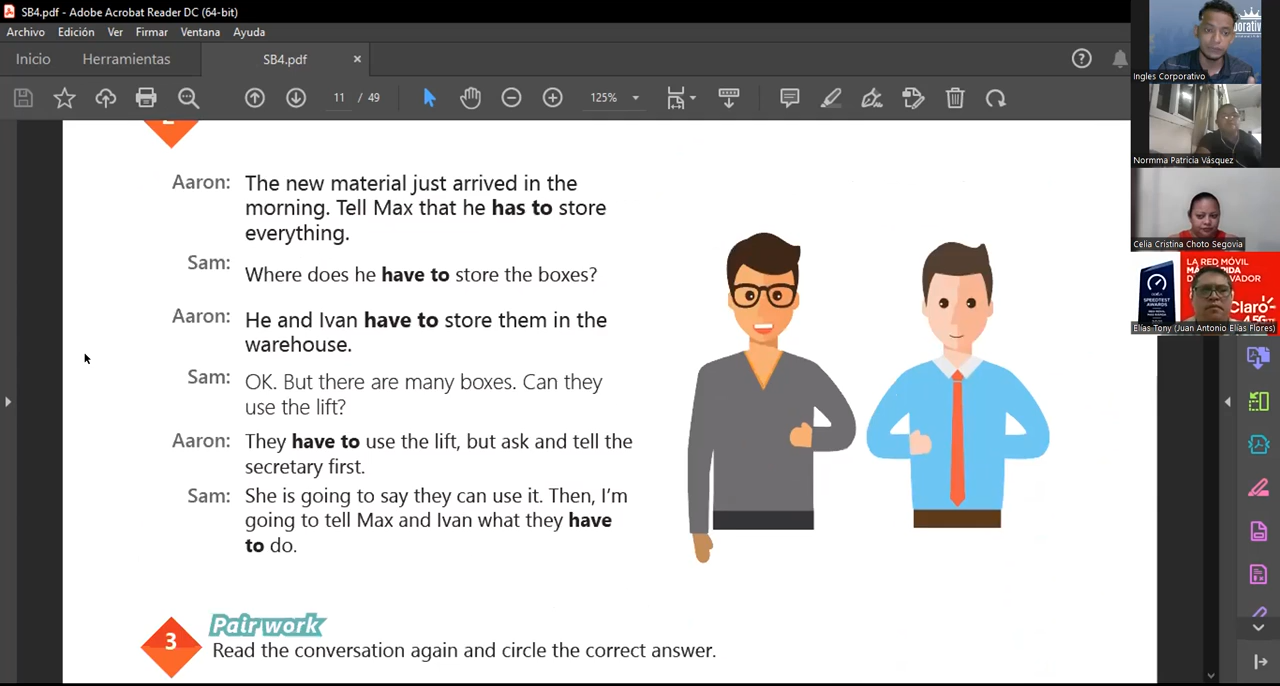 SB4.pdf - Adobe Acrobat Reader DC (64-bit)
Archivo Edición Ver Firmar Ventana Ayuda
Inicio Herramientas SB4.pdf ×
11 / 49 125%
Aaron: The new material just arrived in the
morning. Tell Max that he has to store
everything.
Sam: Where does he have to store the boxes?
Aaron: He and Ivan have to store them in the
warehouse.
Sam: OK. But there are many boxes. Can they
use the lift?
Aaron: They have to use the lift, but ask and tell the
secretary first.
Sam: She is going to say they can use it. Then, I'm
going to tell Max and Ivan what they have
to do.
3 Pair work
Read the conversation again and circle the correct answer.
Ingles Corporativo
Normma Patricia Vásquez
Celia Cristina Choto Segovia
LA RED MÓVIL
Claro
Elías Tony (Juan Antonio Elías Flores)